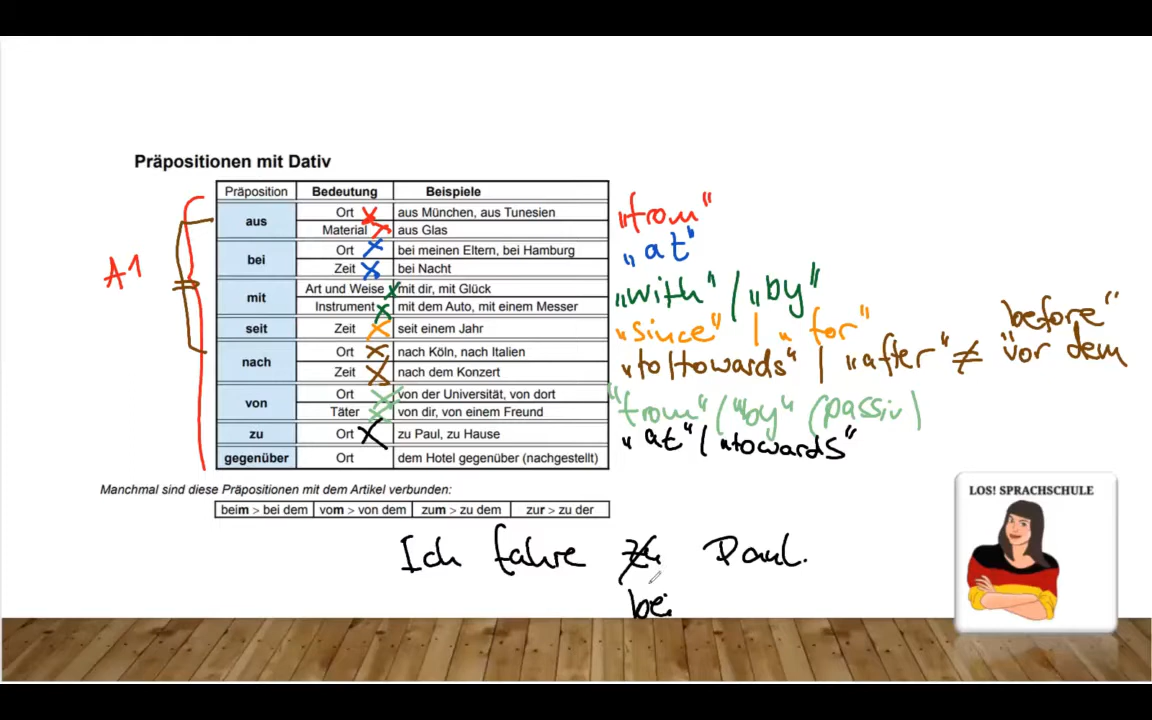 Präpositionen mit Dativ
Präposition Bedeutung Beispiele
aus Ort aus München, aus Tunesien „from“
Material aus Glas
bei Ort bei meinen Eltern, bei Hamburg „at“
Zeit bei Nacht
mit Art und Weise mit dir, mit Glück „with“ / „by“
Instrument mit dem Auto, mit einem Messer
seit Zeit seit einem Jahr „since“ / „for“
before“
nach Ort nach Köln, nach Italien „to/towards“ / „after“ ≠ "vor dem
Zeit nach dem Konzert
von Ort von der Universität, von dort "from“ / "by“ (passiv)
Täter von dir, von einem Freund
zu Ort zu Paul, zu Hause „at“ / „towards“
gegenüber Ort dem Hotel gegenüber (nachgestellt)
A1
Manchmal sind diese Präpositionen mit dem Artikel verbunden:
beim > bei dem vom > von dem zum > zu dem zur > zu der
LOS! SPRACHSCHULE
Ich fahre zu Paul.
bei